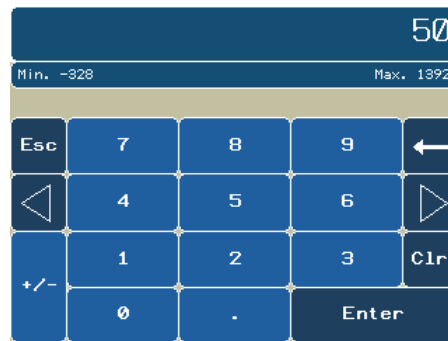 50
Min. -328 Max. 1392
Esc 7 8 9
4 5 6
+/- 1 2 3 Clr
0 . Enter